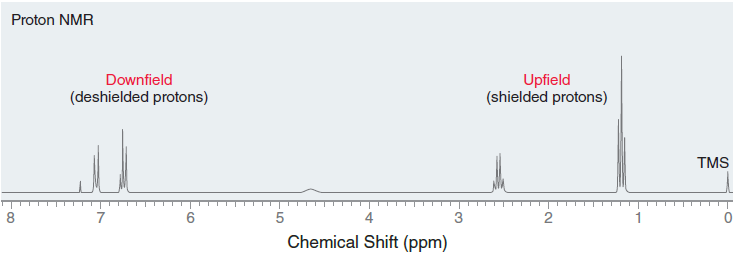 Proton NMR
Downfield
(deshielded protons)
Upfield
(shielded protons)
TMS
8 7 6 5 4 3 2 1 0
Chemical Shift (ppm)